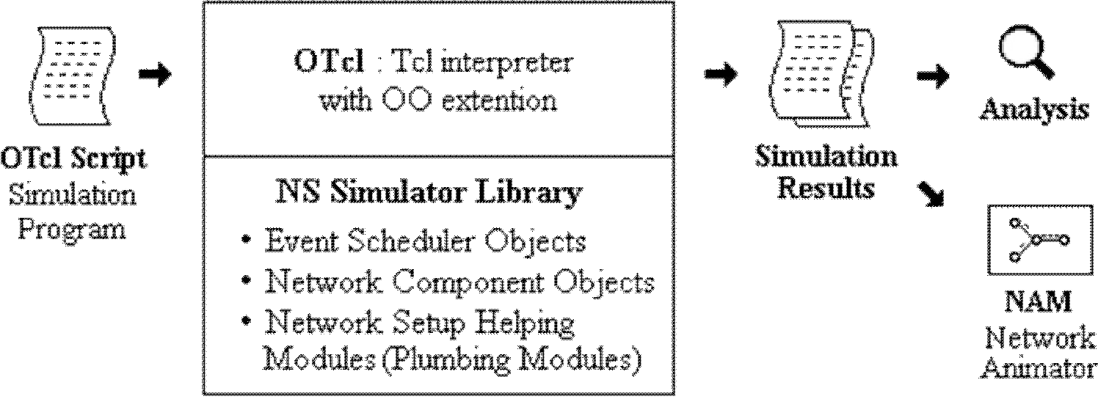 OTcl Script
Simulation
Program
OTcl : Tcl interpreter
with OO extention
NS Simulator Library
• Event Scheduler Objects
• Network Component Objects
• Network Setup Helping
Modules (Plumbing Modules)
Simulation
Results
Analysis
NAM
Network
Animator